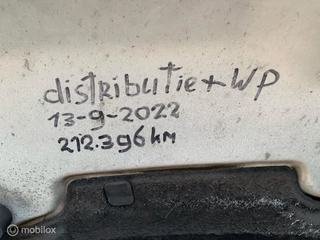 distributie + WP
13-9-2022
212.396 km
mobilox